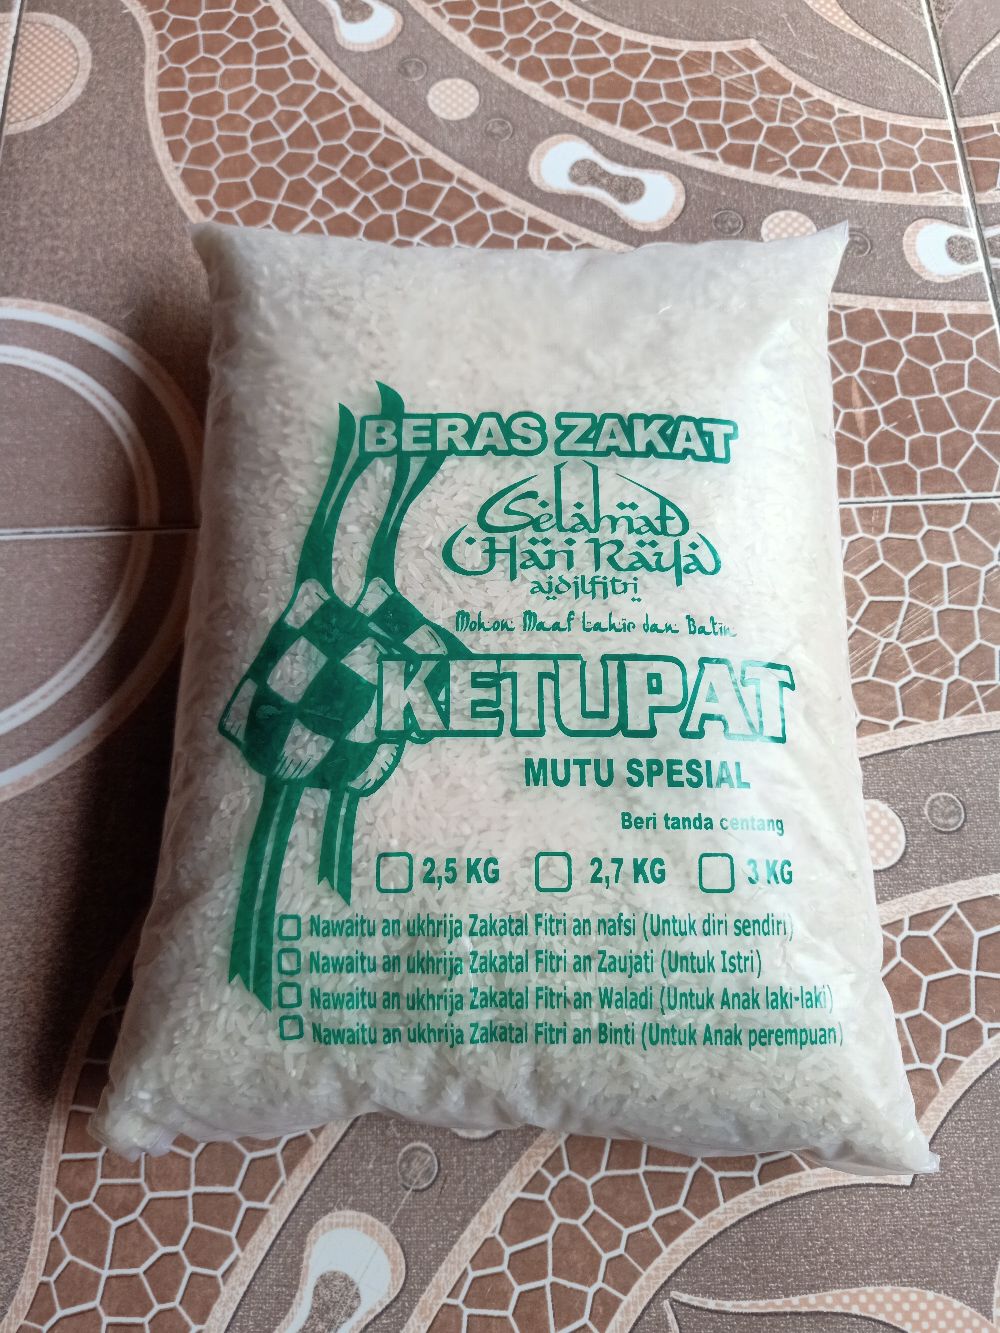 BERAS ZAKAT
Selamat
Hari Raya
aidilfitri
Mohon Maaf Lahir dan Batin
KETUPAT
MUTU SPESIAL
Beri tanda centang
2,5 KG 2,7 KG 3 KG
Nawaitu an ukhrija Zakatal Fitri an nafsi (Untuk diri sendiri)
Nawaitu an ukhrija Zakatal Fitri an Zaujati (Untuk Istri)
Nawaitu an ukhrija Zakatal Fitri an Waladi (Untuk Anak laki-laki)
Nawaitu an ukhrija Zakatal Fitri an Binti (Untuk Anak perempuan)